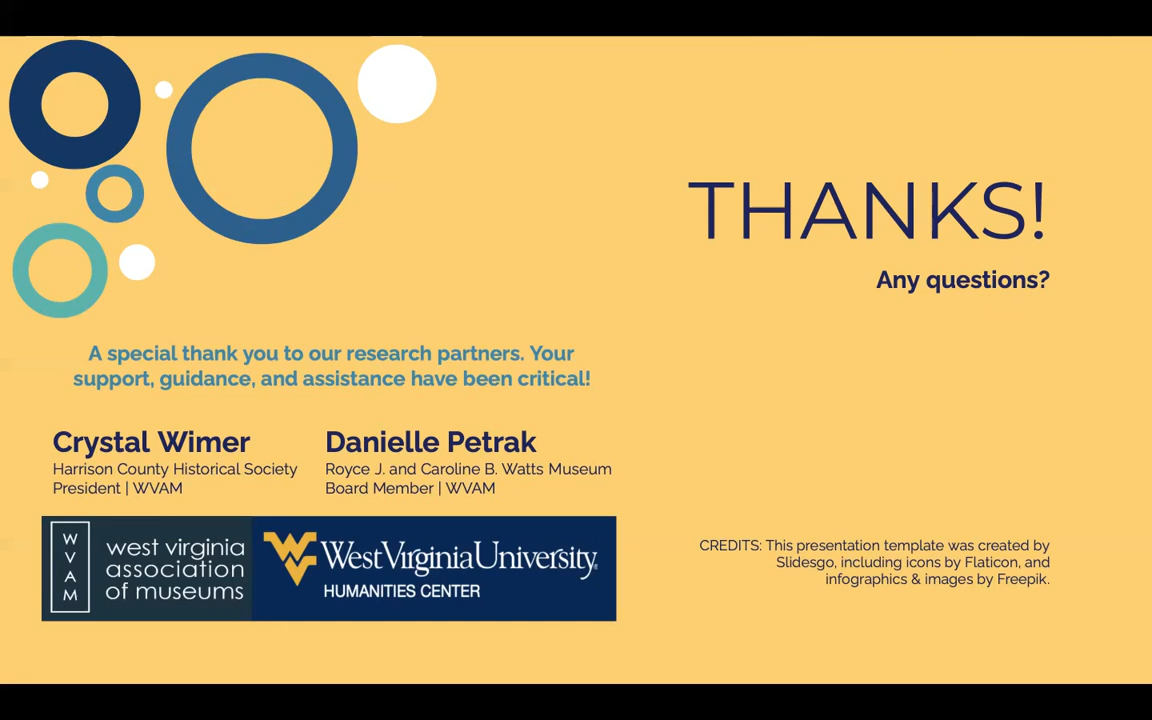 THANKS!
Any questions?
A special thank you to our research partners. Your
support, guidance, and assistance have been critical!
Crystal Wimer
Harrison County Historical Society
President | WVAM
Danielle Petrak
Royce J. and Caroline B. Watts Museum
Board Member | WVAM
W
V
A
M
west virginia
association
of museums
WV
WestVirginiaUniversity®
HUMANITIES CENTER
CREDITS: This presentation template was created by
Slidesgo, including icons by Flaticon, and
infographics & images by Freepik.